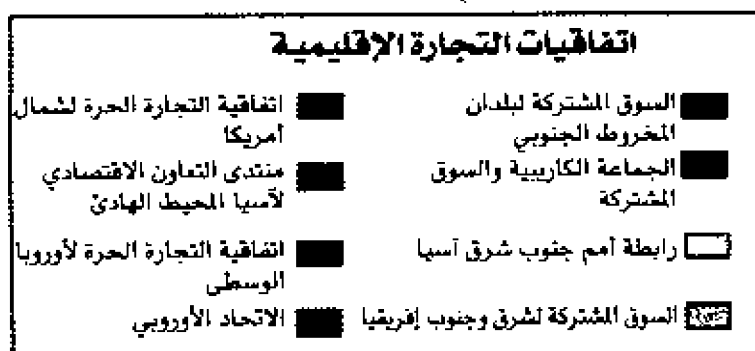 اتفاقيات التجارة الإقليمية
السوق المشتركة لبلدان
المخروط الجنوبي
الجماعة الكاريبية والسوق
المشتركة
رابطة أمم جنوب شرق آسيا
السوق المشتركة لشرق وجنوب إفريقيا
اتفاقية التجارة الحرة لشمال
أمريكا
منتدى التعاون الاقتصادي
لآسيا المحيط الهادئ
اتفاقية التجارة الحرة لأوروبا
الوسطى
الاتحاد الأوروبي